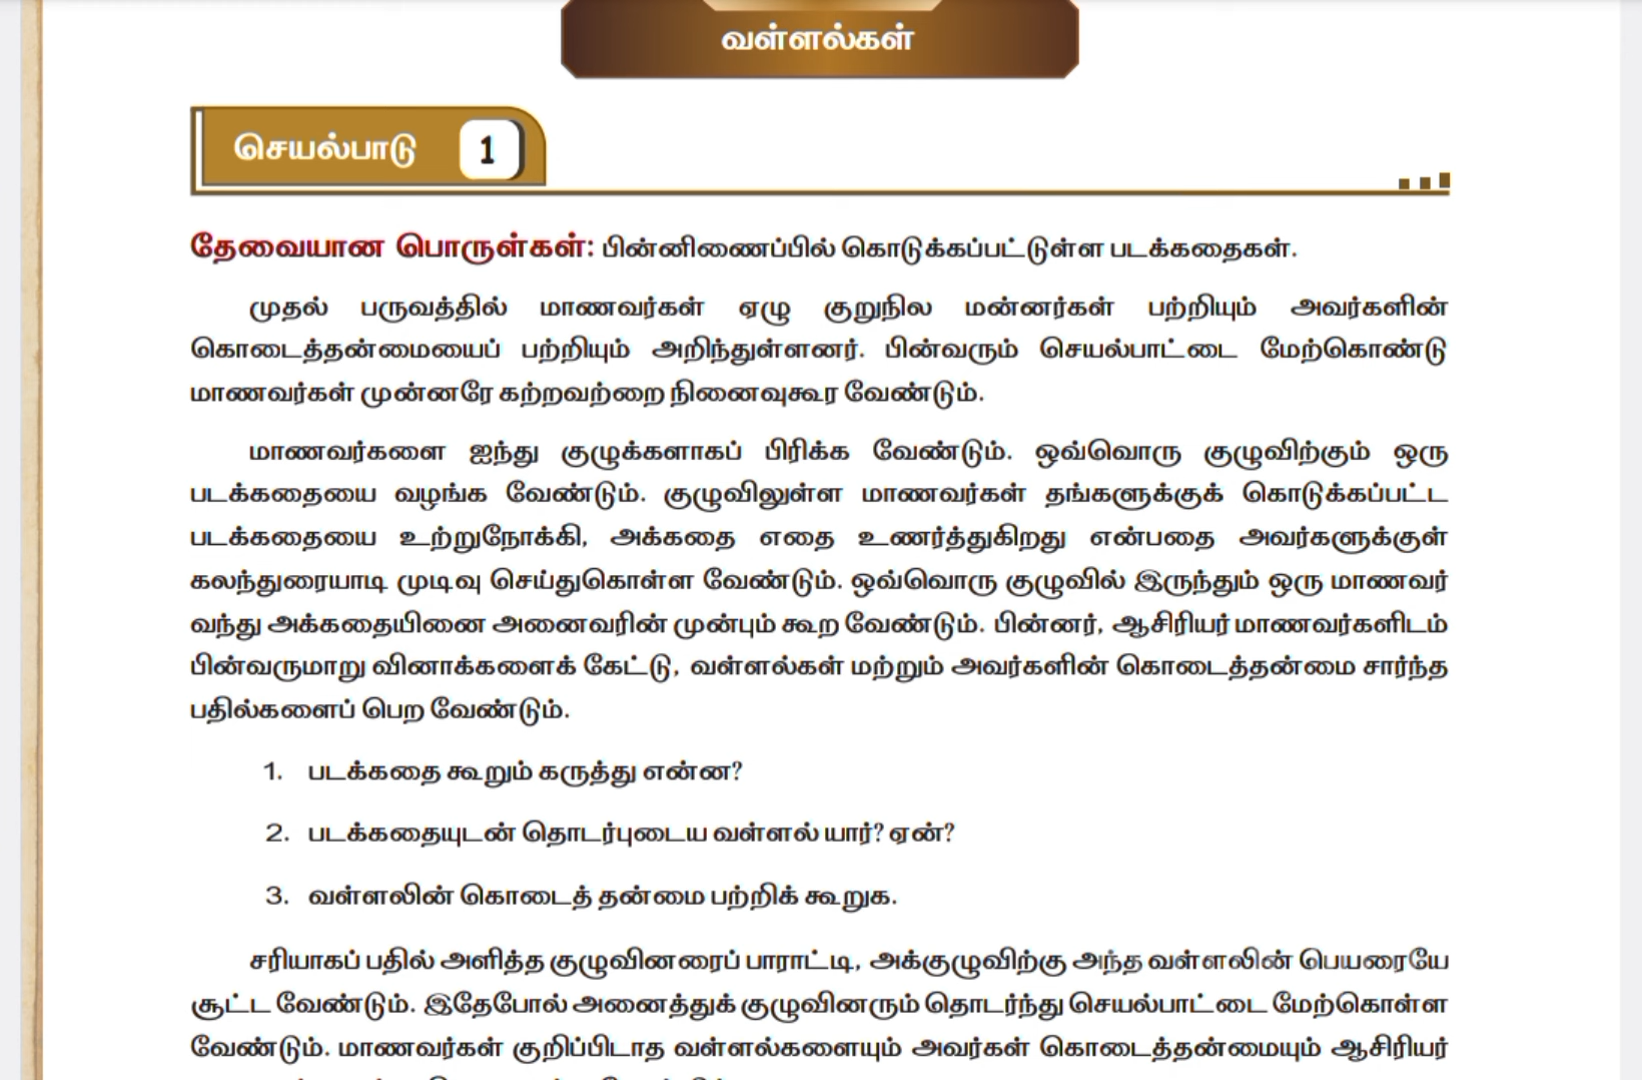 வள்ளல்கள்
செயல்பாடு 1
தேவையான பொருள்கள்: பின்னிணைப்பில் கொடுக்கப்பட்டுள்ள படக்கதைகள்.
முதல் பருவத்தில் மாணவர்கள் ஏழு குறுநில மன்னர்கள் பற்றியும் அவர்களின்
கொடைத்தன்மையைப் பற்றியும் அறிந்துள்ளனர். பின்வரும் செயல்பாட்டை மேற்கொண்டு
மாணவர்கள் முன்னரே கற்றவற்றை நினைவுகூர வேண்டும்.
மாணவர்களை ஐந்து குழுக்களாகப் பிரிக்க வேண்டும். ஒவ்வொரு குழுவிற்கும் ஒரு
படக்கதையை வழங்க வேண்டும். குழுவிலுள்ள மாணவர்கள் தங்களுக்குக் கொடுக்கப்பட்ட
படக்கதையை உற்றுநோக்கி, அக்கதை எதை உணர்த்துகிறது என்பதை அவர்களுக்குள்
கலந்துரையாடி முடிவு செய்துகொள்ள வேண்டும். ஒவ்வொரு குழுவில் இருந்தும் ஒரு மாணவர்
வந்து அக்கதையினை அனைவரின் முன்பும் கூற வேண்டும். பின்னர், ஆசிரியர் மாணவர்களிடம்
பின்வருமாறு வினாக்களைக் கேட்டு, வள்ளல்கள் மற்றும் அவர்களின் கொடைத்தன்மை சார்ந்த
பதில்களைப் பெற வேண்டும்.
1. படக்கதை கூறும் கருத்து என்ன?
2. படக்கதையுடன் தொடர்புடைய வள்ளல் யார்? ஏன்?
3. வள்ளலின் கொடைத் தன்மை பற்றிக் கூறுக.
சரியாகப் பதில் அளித்த குழுவினரைப் பாராட்டி, அக்குழுவிற்கு அந்த வள்ளலின் பெயரையே
சூட்ட வேண்டும். இதேபோல் அனைத்துக் குழுவினரும் தொடர்ந்து செயல்பாட்டை மேற்கொள்ள
வேண்டும். மாணவர்கள் குறிப்பிடாத வள்ளல்களையும் அவர்கள் கொடைத்தன்மையும் ஆசிரியர்